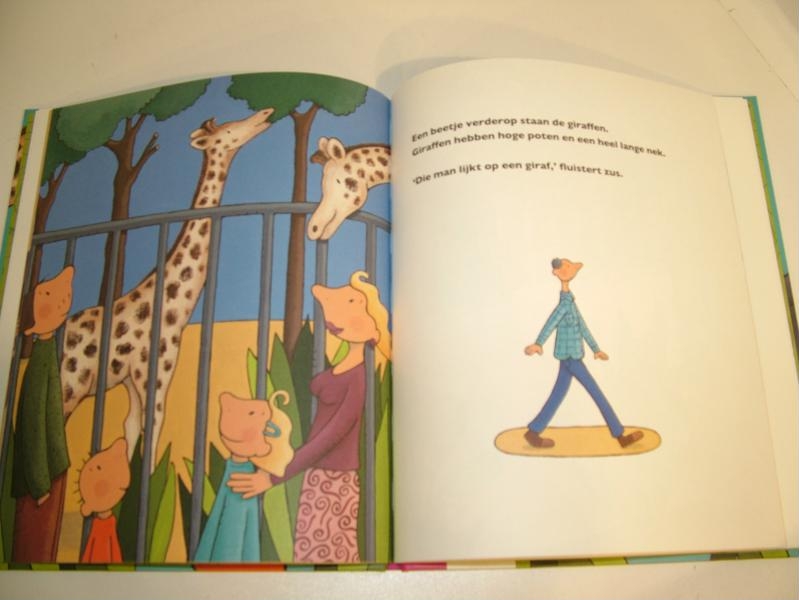 Een beetje verderop staan de giraffen.
Giraffen hebben hoge poten en een heel lange nek.
'Die man lijkt op een giraf,' fluistert zus.